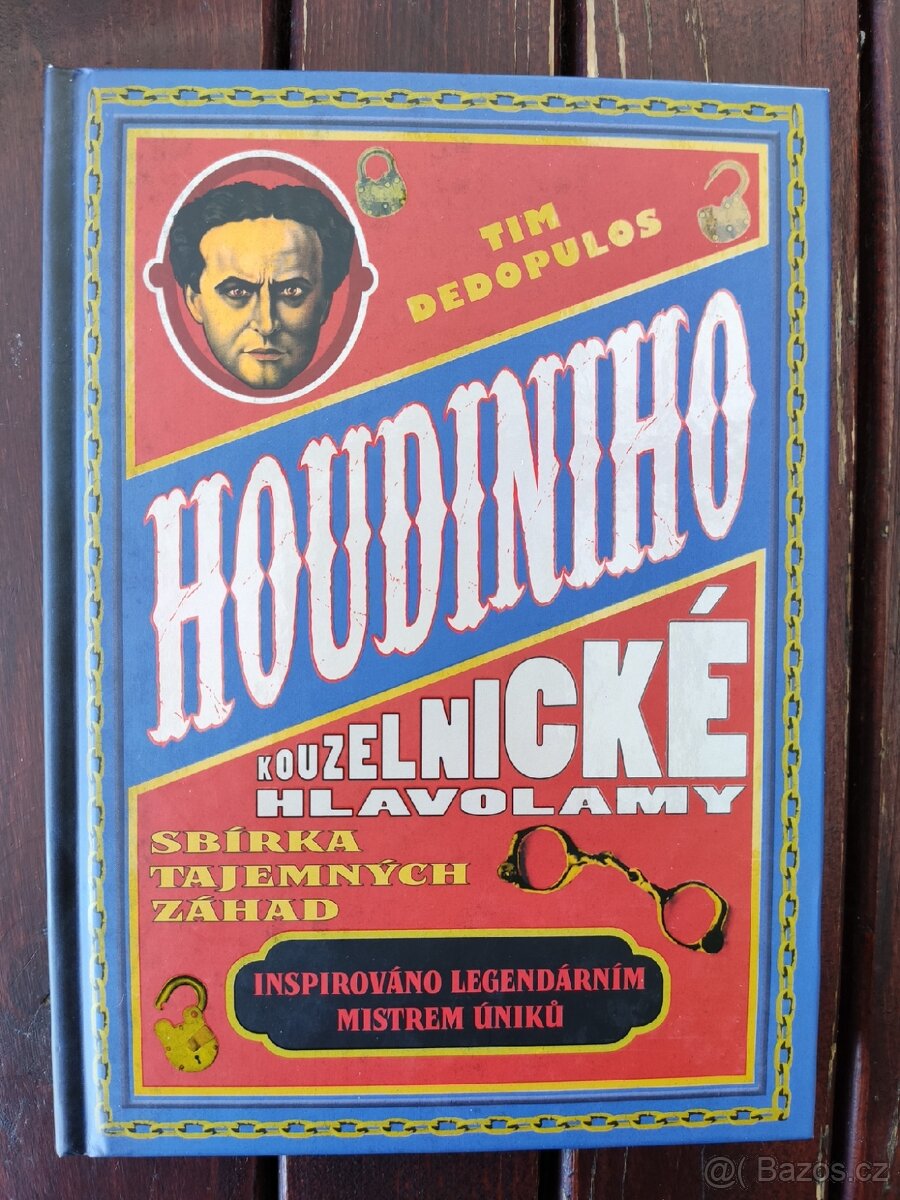 TIM
DEDOPULOS
HOUDINIHO
KOUZELNICKÉ
HLAVOLAMY
SBÍRKA
TAJEMNÝCH
ZÁHAD
INSPIROVÁNO LEGENDÁRNÍM
MISTREM ÚNIKŮ
@( Bazos.cz